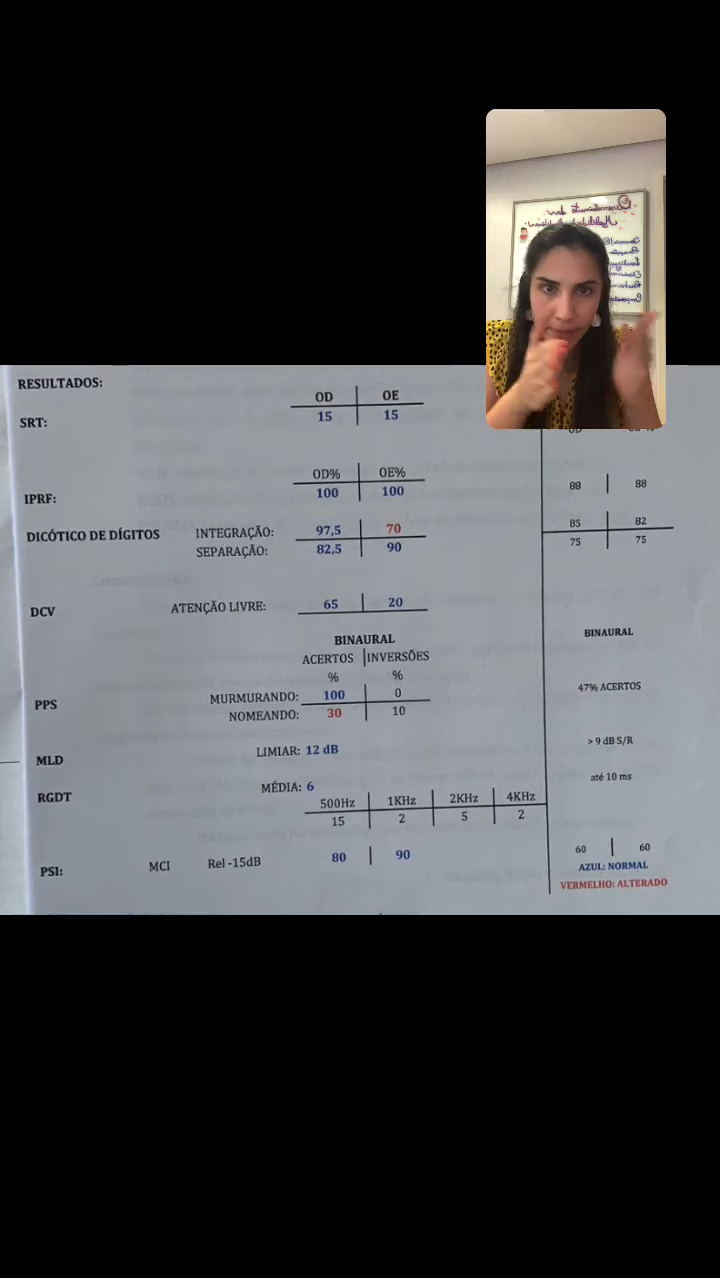 RESULTADOS:
OD OE
SRT: 15 15
OD% OE%
IPRF: 100 100 88 88
DICÓTICO DE DÍGITOS INTEGRAÇÃO: 97,5 70 85 82
SEPARAÇÃO: 82,5 90 75 75
DCV ATENÇÃO LIVRE: 65 20
BINAURAL BINAURAL
ACERTOS INVERSÕES
% %
PPS MURMURANDO: 100 0 47% ACERTOS
NOMEANDO: 30 10
MLD LIMIAR: 12 dB > 9 dB S/R
RGDT MÉDIA: 6 até 10 ms
500Hz 1KHz 2KHz 4KHz
15 2 5 2
PSI: MCI Rel -15dB 80 90 60 60
AZUL: NORMAL
VERMELHO: ALTERADO